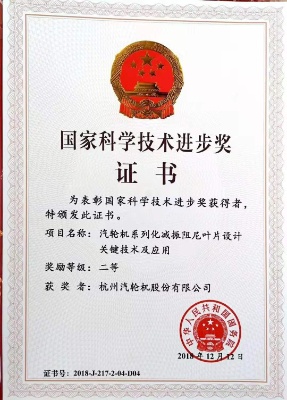 国家科学技术进步奖
证书
为表彰国家科学技术进步奖获得者，
特颁发此证书。
项目名称：汽轮机系列化减振阻尼叶片设计
关键技术及应用
奖励等级：二等
获奖者：杭州汽轮机股份有限公司
中华人民共和国国务院
2018年12月12日
证书号：2018-J-217-2-04-D04